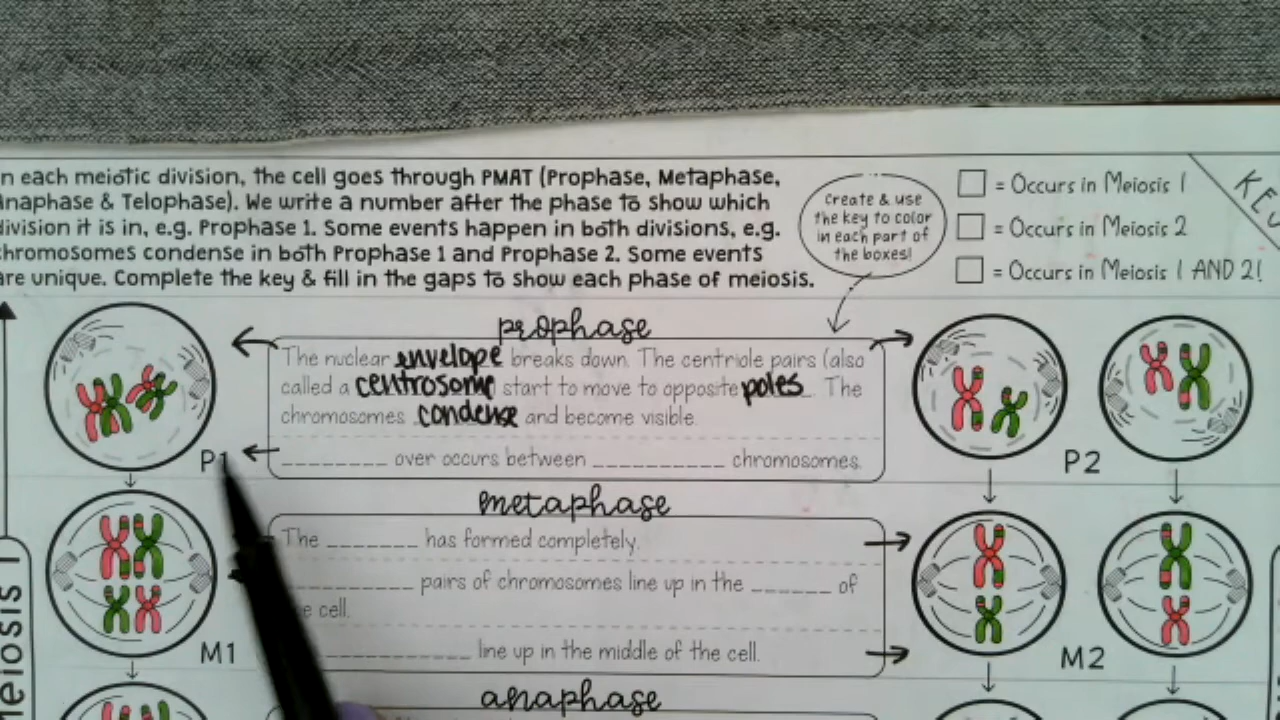 n each meiotic division, the cell goes through PMAT (Prophase, Metaphase,
Anaphase & Telophase). We write a number after the phase to show which
division it is in, e.g. Prophase 1. Some events happen in both divisions, e.g.
chromosomes condense in both Prophase 1 and Prophase 2. Some events
are unique. Complete the key & fill in the gaps to show each phase of meiosis.
Create & use
the key to color
in each part of
the boxes!
= Occurs in Meiosis 1
= Occurs in Meiosis 2
= Occurs in Meiosis 1 AND 2!
KEY
prophase
The nuclear envelope breaks down. The centriole pairs (also
called a centrosome start to move to opposite poles. The
chromosomes condense and become visible.
________ over occurs between __________ chromosomes.
P1
P2
metaphase
The _______ has formed completely.
pairs of chromosomes line up in the ______ of
cell.
line up in the middle of the cell.
M1
M2
Meiosis 1
anaphase